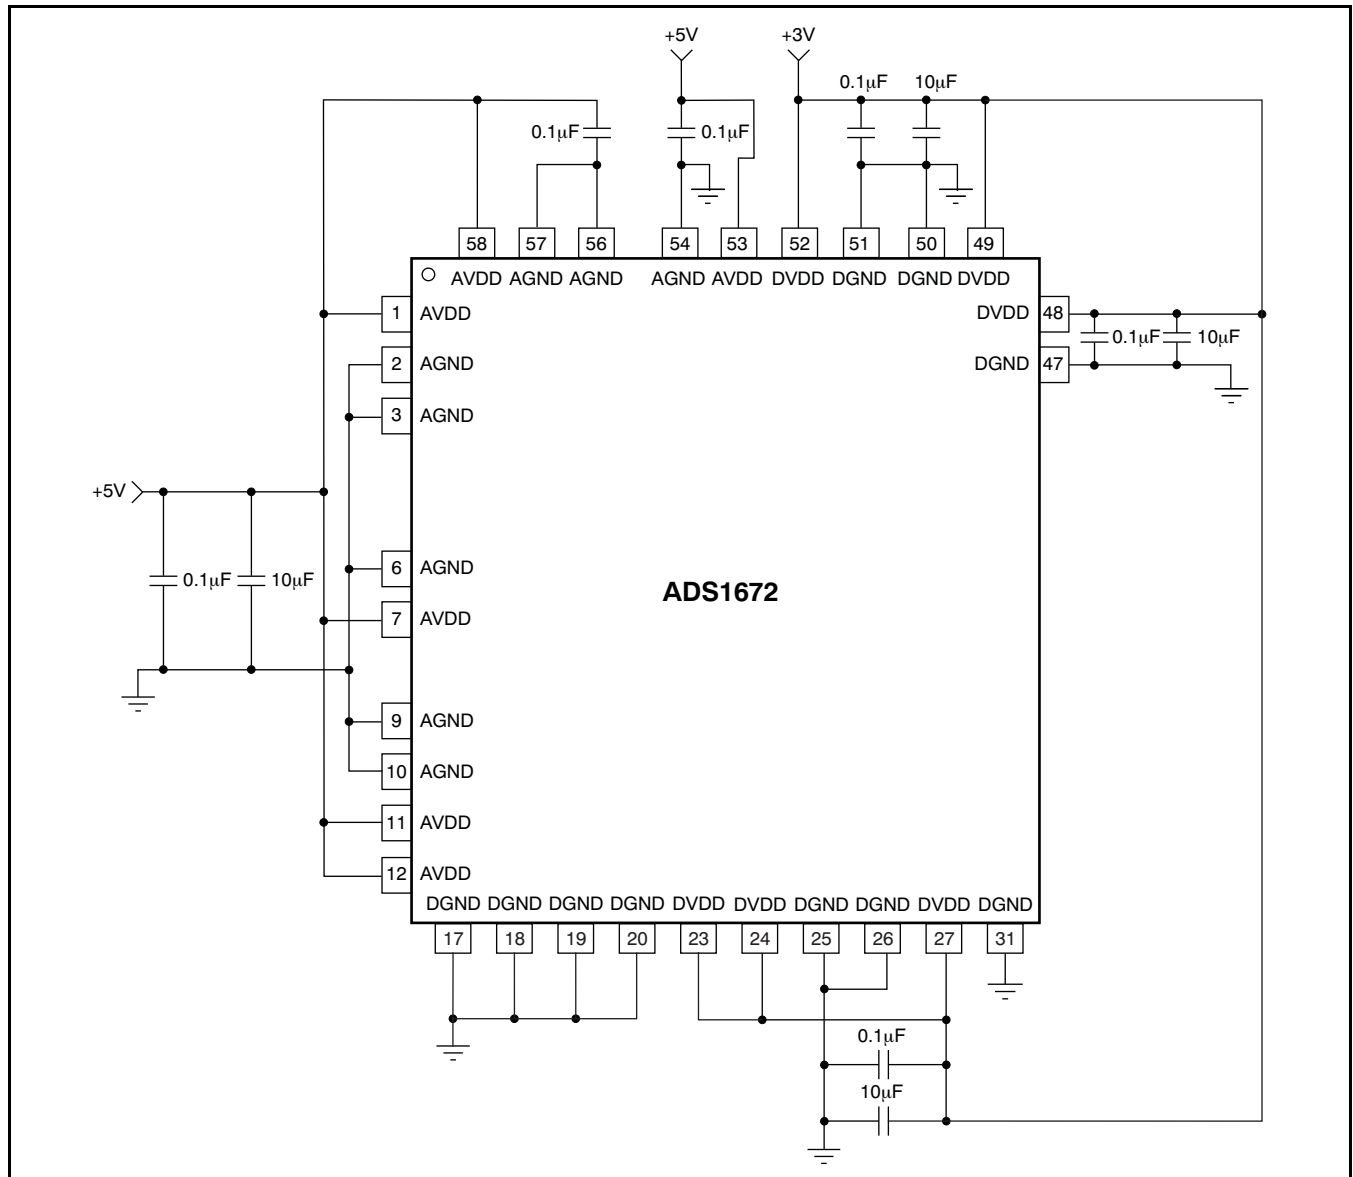 +5V
+3V
0.1μF 10μF
0.1μF 0.1μF
58 57 56 54 53 52 51 50 49
AVDD AGND AGND AGND AVDD DVDD DGND DGND DVDD
1 AVDD DVDD 48
0.1μF 10μF
2 AGND DGND 47
3 AGND
+5V
6 AGND
0.1μF 10μF
ADS1672
7 AVDD
9 AGND
10 AGND
11 AVDD
12 AVDD
DGND DGND DGND DGND DVDD DVDD DGND DGND DVDD DGND
17 18 19 20 23 24 25 26 27 31
0.1μF
10μF